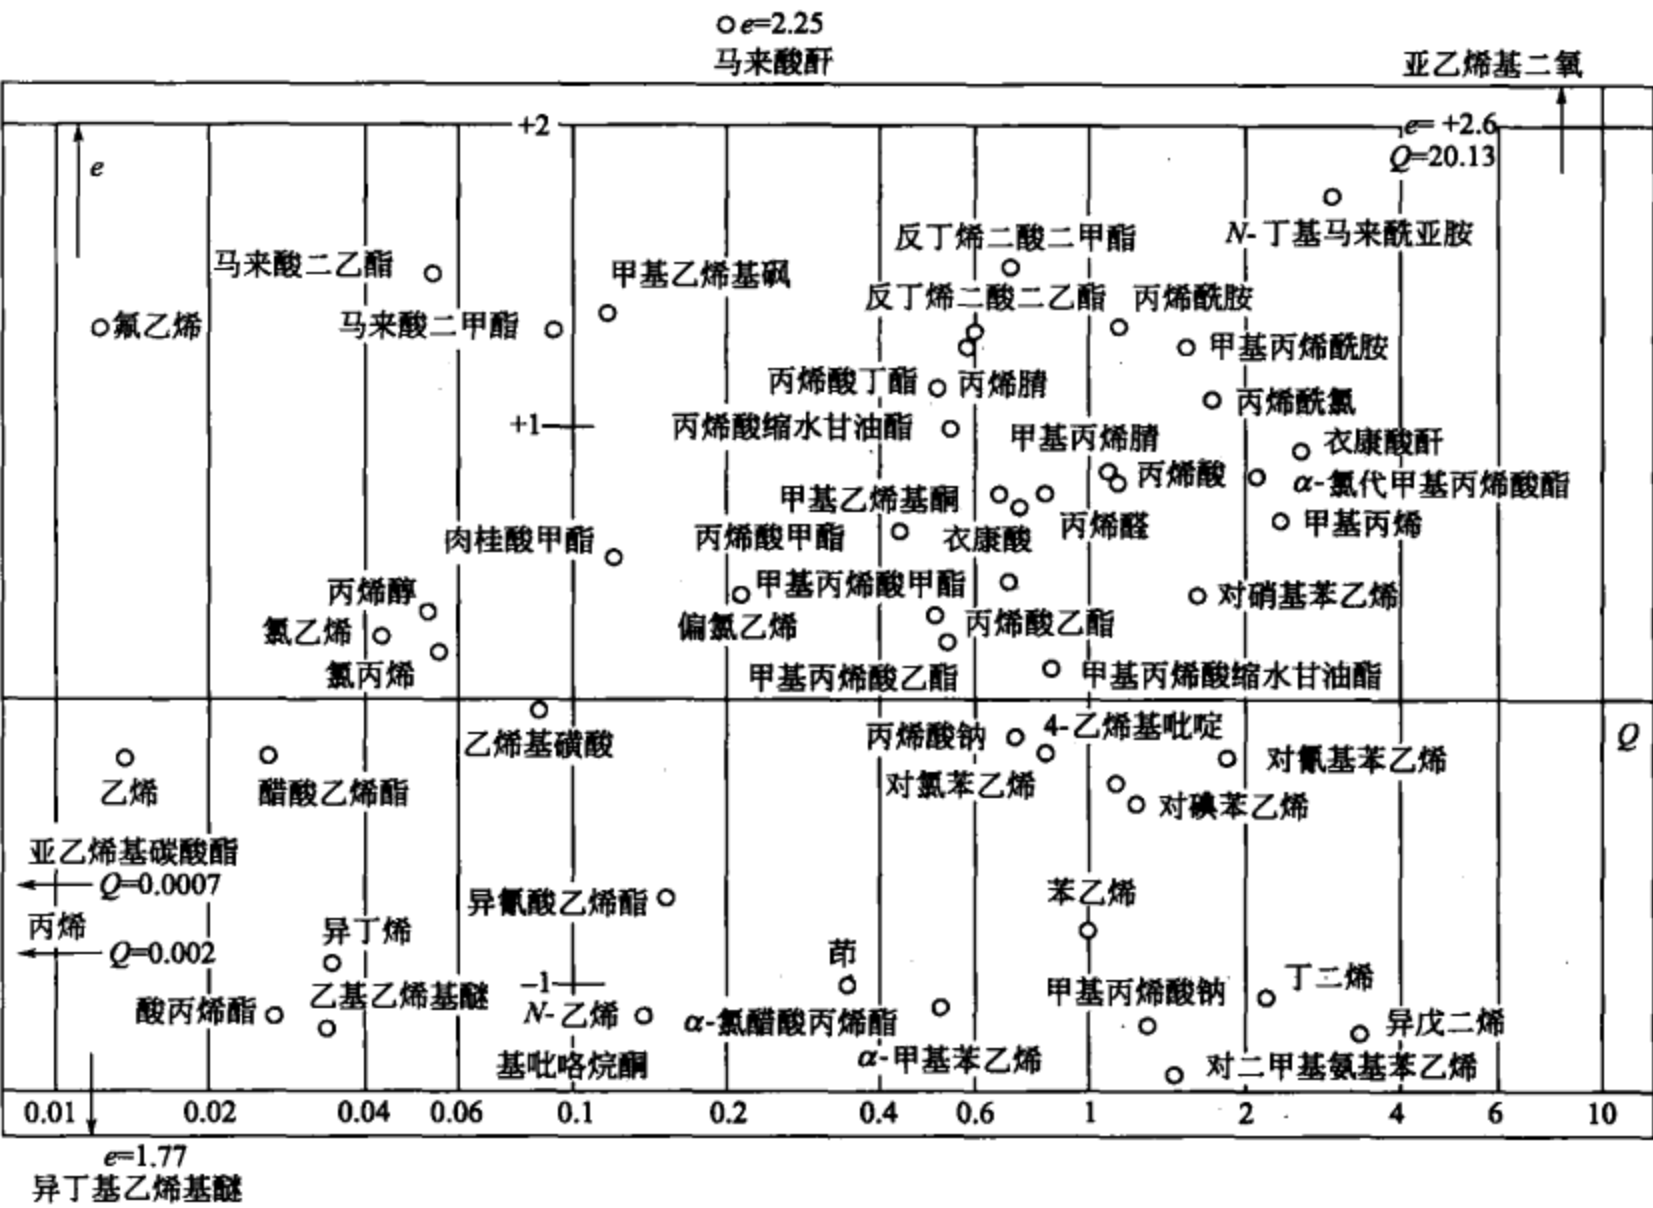 e=2.25
马来酸酐
亚乙烯基二氧
+2
e= +2.6
e
Q=20.13
反丁烯二酸二甲酯
N-丁基马来酰亚胺
马来酸二乙酯
甲基乙烯基砜
反丁烯二酸二乙酯
丙烯酰胺
氟乙烯
马来酸二甲酯
甲基丙烯酰胺
丙烯酸丁酯
丙烯腈
丙烯酰氯
+1
丙烯酸缩水甘油酯
甲基丙烯腈
衣康酸酐
丙烯酸
α-氯代甲基丙烯酸酯
甲基乙烯基酮
丙烯醛
甲基丙烯
肉桂酸甲酯
丙烯酸甲酯
衣康酸
丙烯醇
甲基丙烯酸甲酯
对硝基苯乙烯
氯乙烯
偏氯乙烯
丙烯酸乙酯
氯丙烯
甲基丙烯酸乙酯
甲基丙烯酸缩水甘油酯
乙烯基磺酸
丙烯酸钠
4-乙烯基吡啶
Q
对氰基苯乙烯
乙烯
醋酸乙烯酯
对氯苯乙烯
对碘苯乙烯
亚乙烯基碳酸酯
Q=0.0007
异氰酸乙烯酯
苯乙烯
丙烯
异丁烯
Q=0.002
茚
–1
丁二烯
酸丙烯酯
乙基乙烯基醚
N-乙烯
基吡咯烷酮
α-氯醋酸丙烯酯
甲基丙烯酸钠
异戊二烯
α-甲基苯乙烯
对二甲基氨基苯乙烯
0.01 0.02 0.04 0.06 0.1 0.2 0.4 0.6 1 2 4 6 10
e=1.77
异丁基乙烯基醚